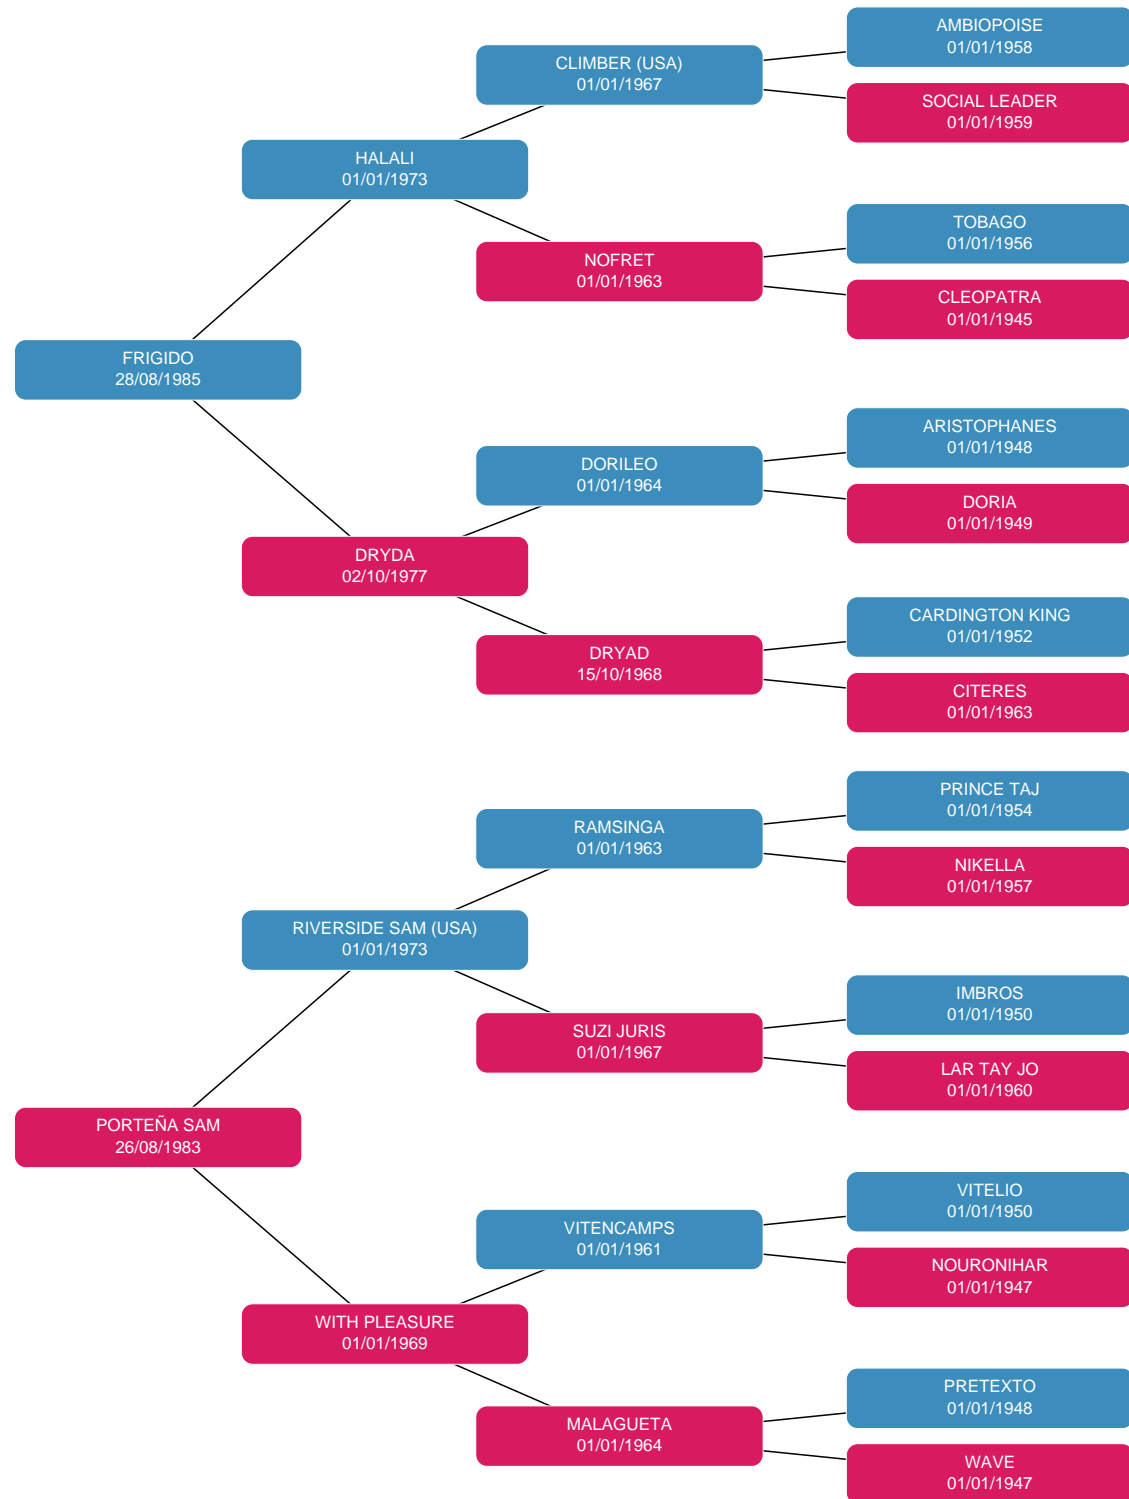 AMBIOPOISE
01/01/1958
CLIMBER (USA)
01/01/1967
SOCIAL LEADER
01/01/1959
HALALI
01/01/1973
TOBAGO
01/01/1956
NOFRET
01/01/1963
CLEOPATRA
01/01/1945
FRIGIDO
28/08/1985
ARISTOPHANES
01/01/1948
DORILEO
01/01/1964
DORIA
01/01/1949
DRYDA
02/10/1977
CARDINGTON KING
01/01/1952
DRYAD
15/10/1968
CITERES
01/01/1963
PRINCE TAJ
01/01/1954
RAMSINGA
01/01/1963
NIKELLA
01/01/1957
RIVERSIDE SAM (USA)
01/01/1973
IMBROS
01/01/1950
SUZI JURIS
01/01/1967
LAR TAY JO
01/01/1960
PORTEÑA SAM
26/08/1983
VITELIO
01/01/1950
VITENCAMPS
01/01/1961
NOURONIHAR
01/01/1947
WITH PLEASURE
01/01/1969
PRETEXTO
01/01/1948
MALAGUETA
01/01/1964
WAVE
01/01/1947